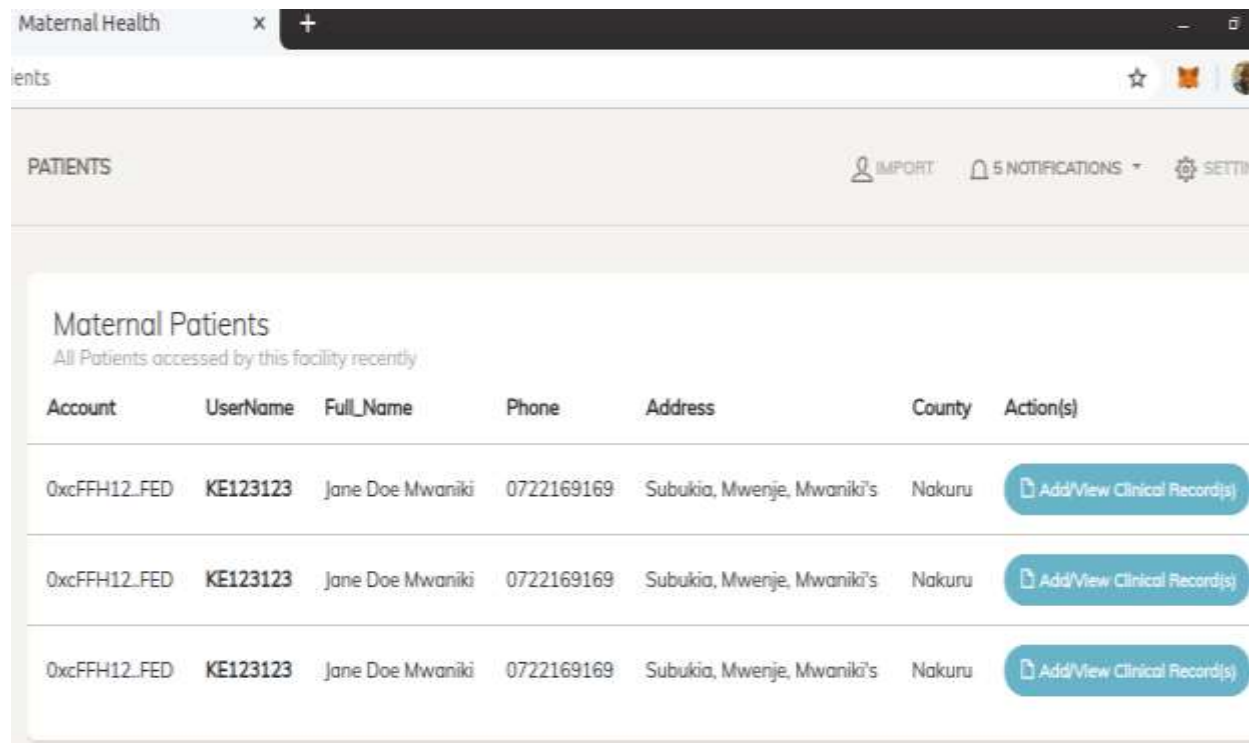 Maternal Health x +
ients
PATIENTS IMPORT 5 NOTIFICATIONS SETTIN
Maternal Patients
All Patients accessed by this facility recently
Account UserName Full_Name Phone Address County Action(s)
0xcFFH12..FED KE123123 Jane Doe Mwaniki 0722169169 Subukia, Mwenje, Mwaniki's Nakuru Add/View Clinical Record(s)
0xcFFH12..FED KE123123 Jane Doe Mwaniki 0722169169 Subukia, Mwenje, Mwaniki's Nakuru Add/View Clinical Record(s)
0xcFFH12..FED KE123123 Jane Doe Mwaniki 0722169169 Subukia, Mwenje, Mwaniki's Nakuru Add/View Clinical Record(s)